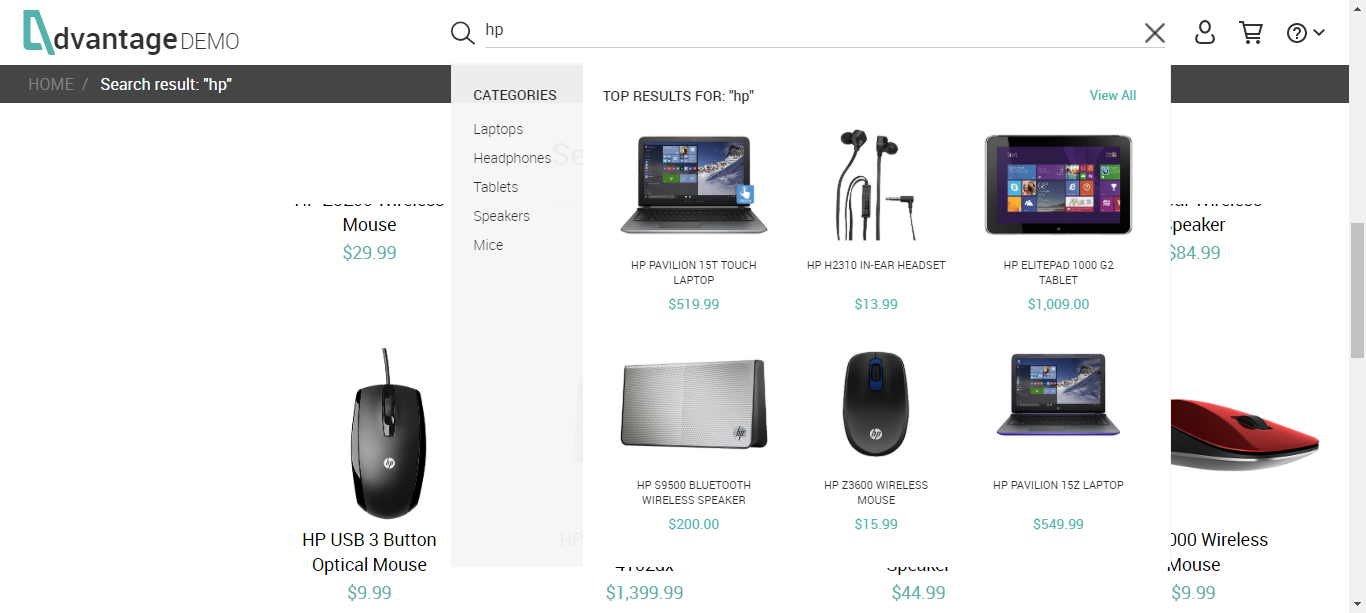 dvantage DEMO
hp
HOME / Search result: "hp"
CATEGORIES
Laptops
Headphones
Tablets
Speakers
Mice
TOP RESULTS FOR: "hp"
View All
HP PAVILION 15T TOUCH
LAPTOP
$519.99
HP H2310 IN-EAR HEADSET
$13.99
HP ELITEPAD 1000 G2
TABLET
$1,009.00
HP S9500 BLUETOOTH
WIRELESS SPEAKER
$200.00
HP Z3600 WIRELESS
MOUSE
$15.99
HP PAVILION 15Z LAPTOP
$549.99
Se
Mouse
$29.99
Wireless
peaker
$84.99
HP USB 3 Button
Optical Mouse
$9.99
HP
$1,399.99
Speaker
$44.99
000 Wireless
Mouse
$9.99